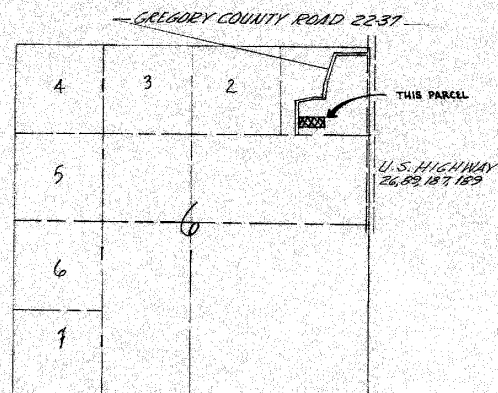 GREGORY COUNTY ROAD 22-37
4 3 2
THIS PARCEL
5
U.S. HIGHWAY
26, 89, 187, 189
6
6
7